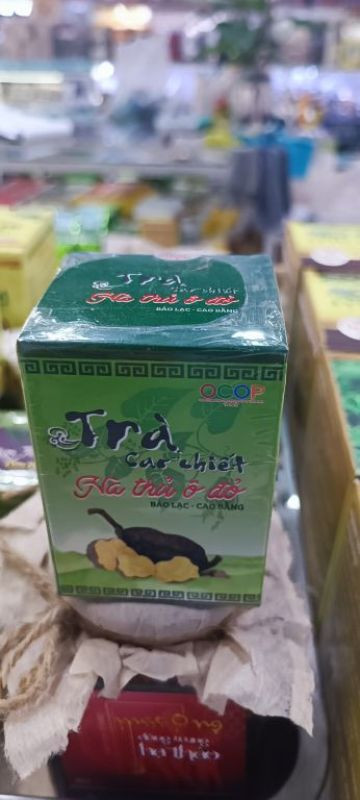 Trà
cao chiết
Hà thủ ô đỏ
BẢO LẠC - CAO BẰNG
OCOP
Trà
cao chiết
Hà thủ ô đỏ
BẢO LẠC - CAO BẰNG